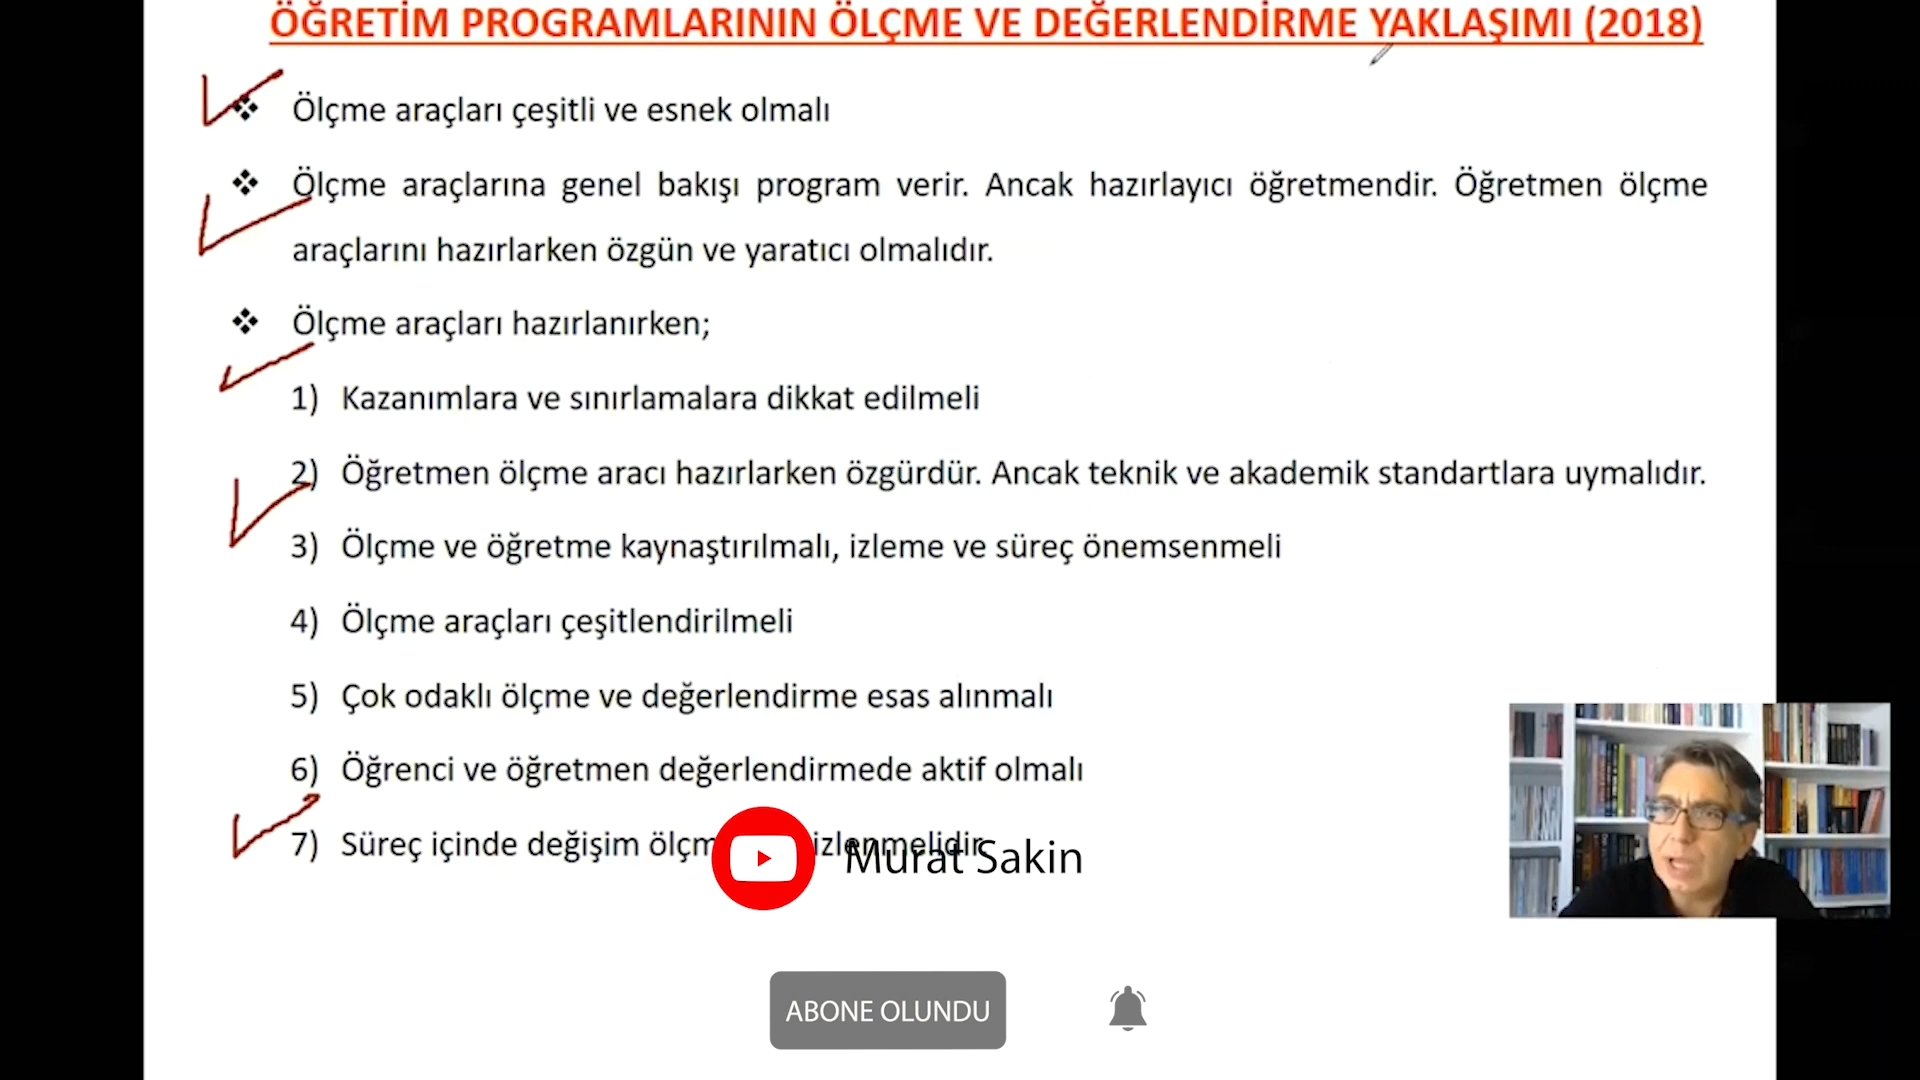 ÖĞRETİM PROGRAMLARININ ÖLÇME VE DEĞERLENDİRME YAKLAŞIMI (2018)
❖ Ölçme araçları çeşitli ve esnek olmalı
❖ Ölçme araçlarına genel bakışı program verir. Ancak hazırlayıcı öğretmendir. Öğretmen ölçme
araçlarını hazırlarken özgün ve yaratıcı olmalıdır.
❖ Ölçme araçları hazırlanırken;
1) Kazanımlara ve sınırlamalara dikkat edilmeli
2) Öğretmen ölçme aracı hazırlarken özgürdür. Ancak teknik ve akademik standartlara uymalıdır.
3) Ölçme ve öğretme kaynaştırılmalı, izleme ve süreç önemsenmeli
4) Ölçme araçları çeşitlendirilmeli
5) Çok odaklı ölçme ve değerlendirme esas alınmalı
6) Öğrenci ve öğretmen değerlendirmede aktif olmalı
7) Süreç içinde değişim izlenmelidir
Murat Sakin
ABONE OLUNDU